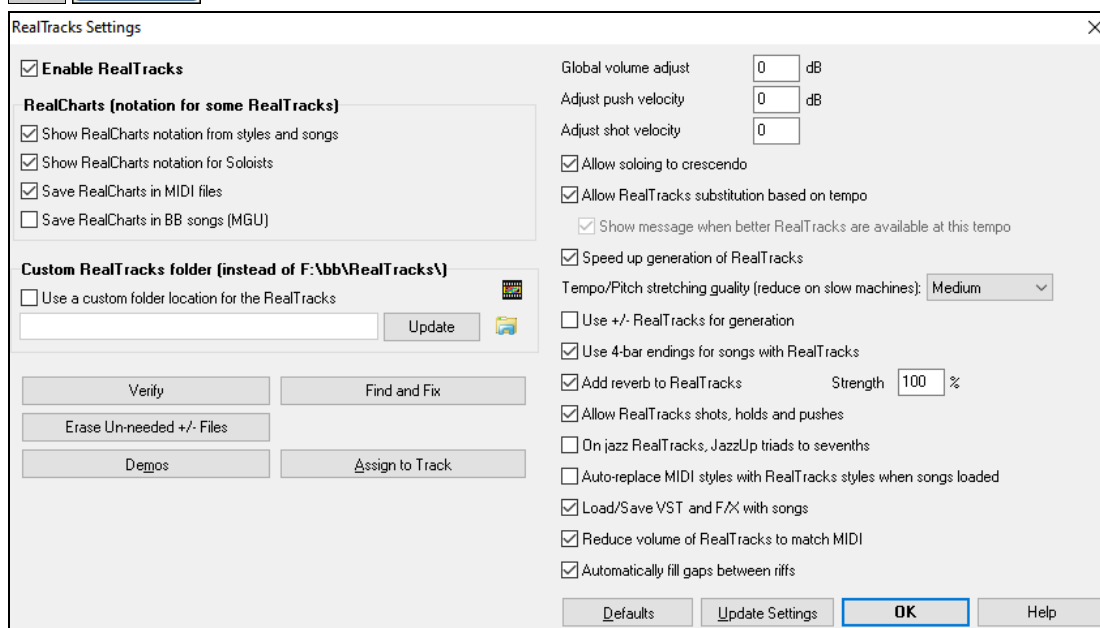 RealTracks Settings
Enable RealTracks
RealCharts (notation for some RealTracks)
Show RealCharts notation from styles and songs
Show RealCharts notation for Soloists
Save RealCharts in MIDI files
Save RealCharts in BB songs (MGU)
Custom RealTracks folder (instead of F:\bb\RealTracks\)
Use a custom folder location for the RealTracks
Update
Verify
Find and Fix
Erase Un-needed +/- Files
Demos
Assign to Track
Global volume adjust 0 dB
Adjust push velocity 0 dB
Adjust shot velocity 0
Allow soloing to crescendo
Allow RealTracks substitution based on tempo
Show message when better RealTracks are available at this tempo
Speed up generation of RealTracks
Tempo/Pitch stretching quality (reduce on slow machines): Medium
Use +/- RealTracks for generation
Use 4-bar endings for songs with RealTracks
Add reverb to RealTracks Strength 100 %
Allow RealTracks shots, holds and pushes
On jazz RealTracks, JazzUp triads to sevenths
Auto-replace MIDI styles with RealTracks styles when songs loaded
Load/Save VST and F/X with songs
Reduce volume of RealTracks to match MIDI
Automatically fill gaps between riffs
Defaults Update Settings OK Help